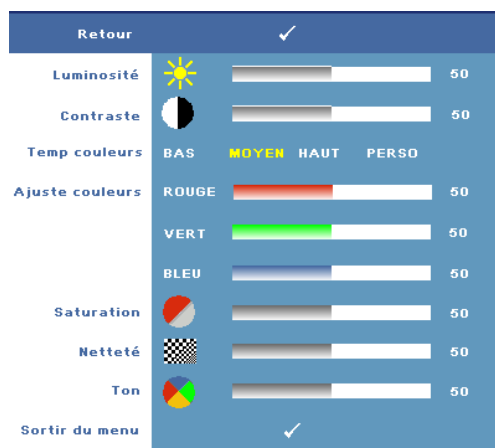 Retour
Luminosité 50
Contraste 50
Temp couleurs BAS MOYEN HAUT PERSO
Ajuste couleurs ROUGE 50
VERT 50
BLEU 50
Saturation 50
Netteté 50
Ton 50
Sortir du menu